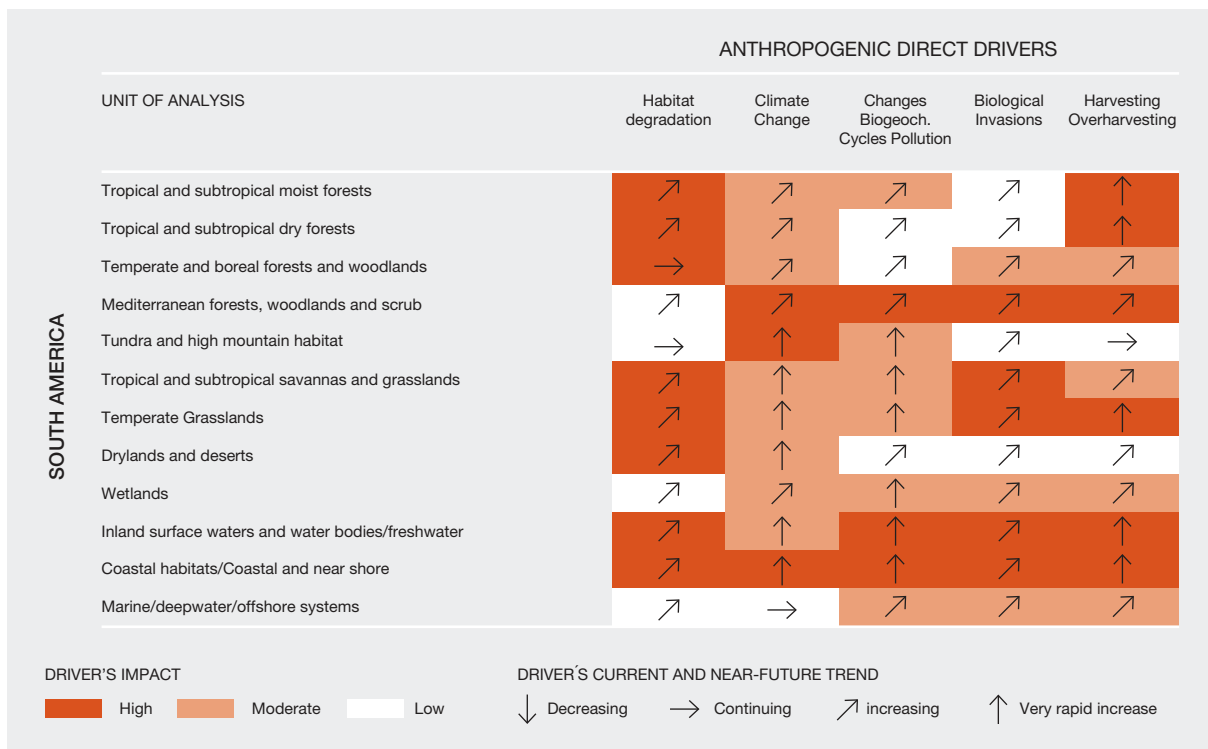 ANTHROPOGENIC DIRECT DRIVERS
UNIT OF ANALYSIS
Habitat
degradation
Climate
Change
Changes
Biogeoch.
Cycles Pollution
Biological
Invasions
Harvesting
Overharvesting
SOUTH AMERICA
Tropical and subtropical moist forests
Tropical and subtropical dry forests
Temperate and boreal forests and woodlands
Mediterranean forests, woodlands and scrub
Tundra and high mountain habitat
Tropical and subtropical savannas and grasslands
Temperate Grasslands
Drylands and deserts
Wetlands
Inland surface waters and water bodies/freshwater
Coastal habitats/Coastal and near shore
Marine/deepwater/offshore systems
DRIVER'S IMPACT
High
Moderate
Low
DRIVER´S CURRENT AND NEAR-FUTURE TREND
Decreasing
Continuing
increasing
Very rapid increase